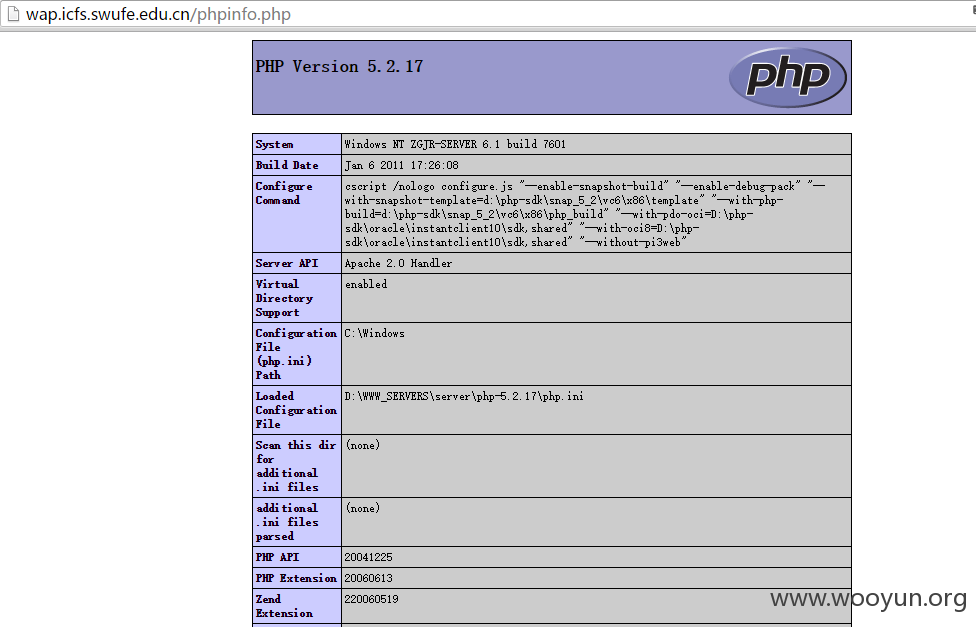 wap.icfs.swufe.edu.cn/phpinfo.php
PHP Version 5.2.17
php
System
Windows NT ZGJR-SERVER 6.1 build 7601
Build Date
Jan 6 2011 17:26:08
Configure
Command
cscript /nologo configure.js "--enable-snapshot-build" "--enable-debug-pack" "--
with-snapshot-template=d:\php-sdk\snap_5_2\vc6\x86\template" "--with-php-
build=d:\php-sdk\snap_5_2\vc6\x86\php_build" "--with-pdo-oci=D:\php-
sdk\oracle\instantclient10\sdk,shared" "--with-oci8=D:\php-
sdk\oracle\instantclient10\sdk,shared" "--without-pi3web"
Server API
Apache 2.0 Handler
Virtual
Directory
Support
enabled
Configuration
File
(php.ini)
Path
C:\Windows
Loaded
Configuration
File
D:\WWW_SERVERS\server\php-5.2.17\php.ini
Scan this dir
for
additional
.ini files
(none)
additional
.ini files
parsed
(none)
PHP API
20041225
PHP Extension
20060613
Zend
Extension
220060519
www.wooyun.org